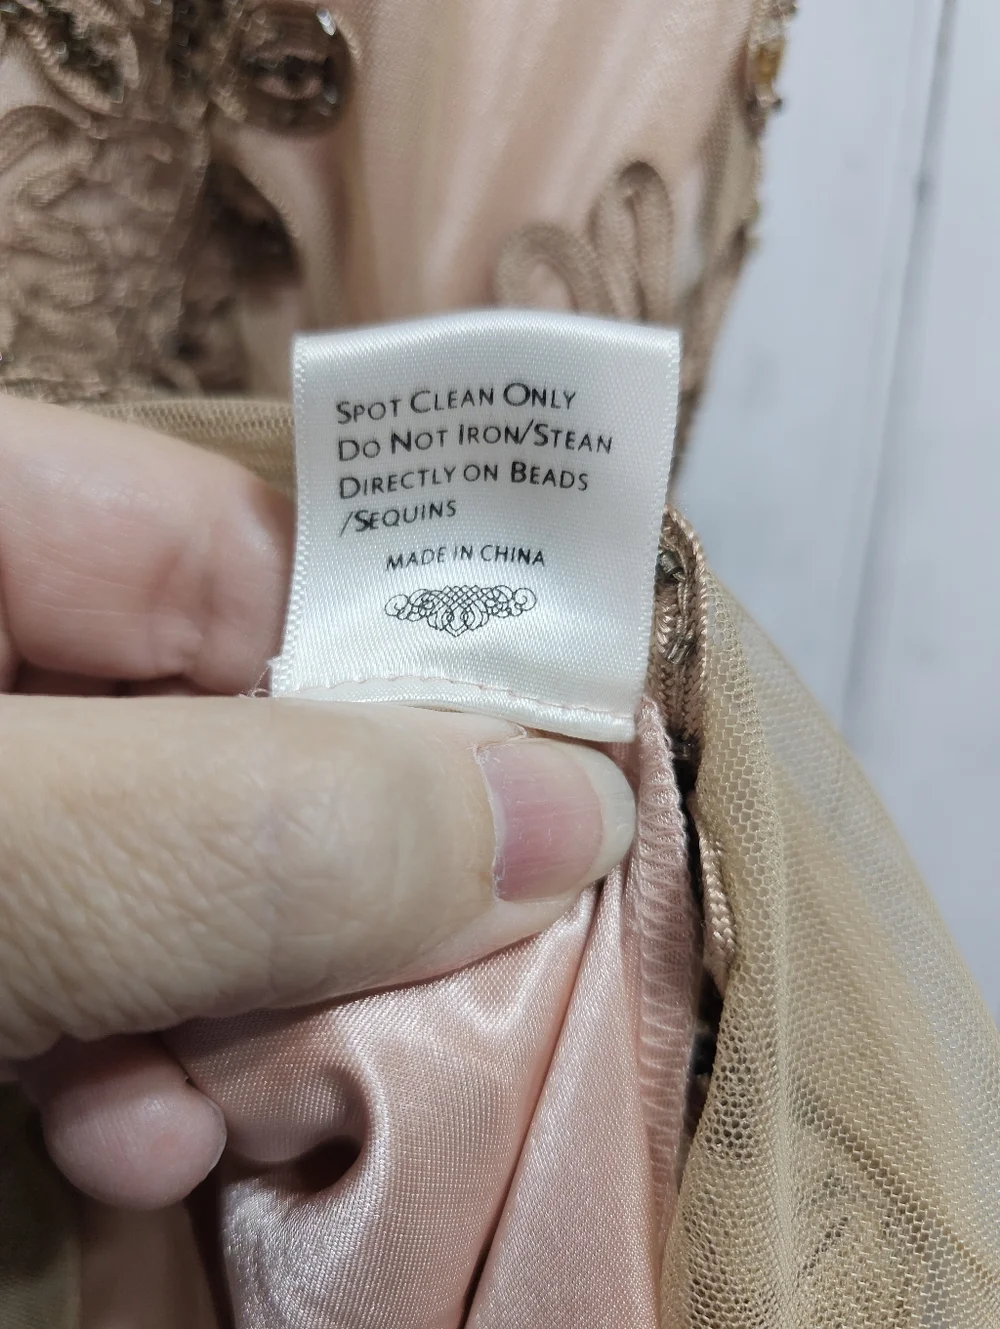 Spot Clean Only
Do Not Iron/Stean
Directly on Beads
/Sequins
MADE IN CHINA